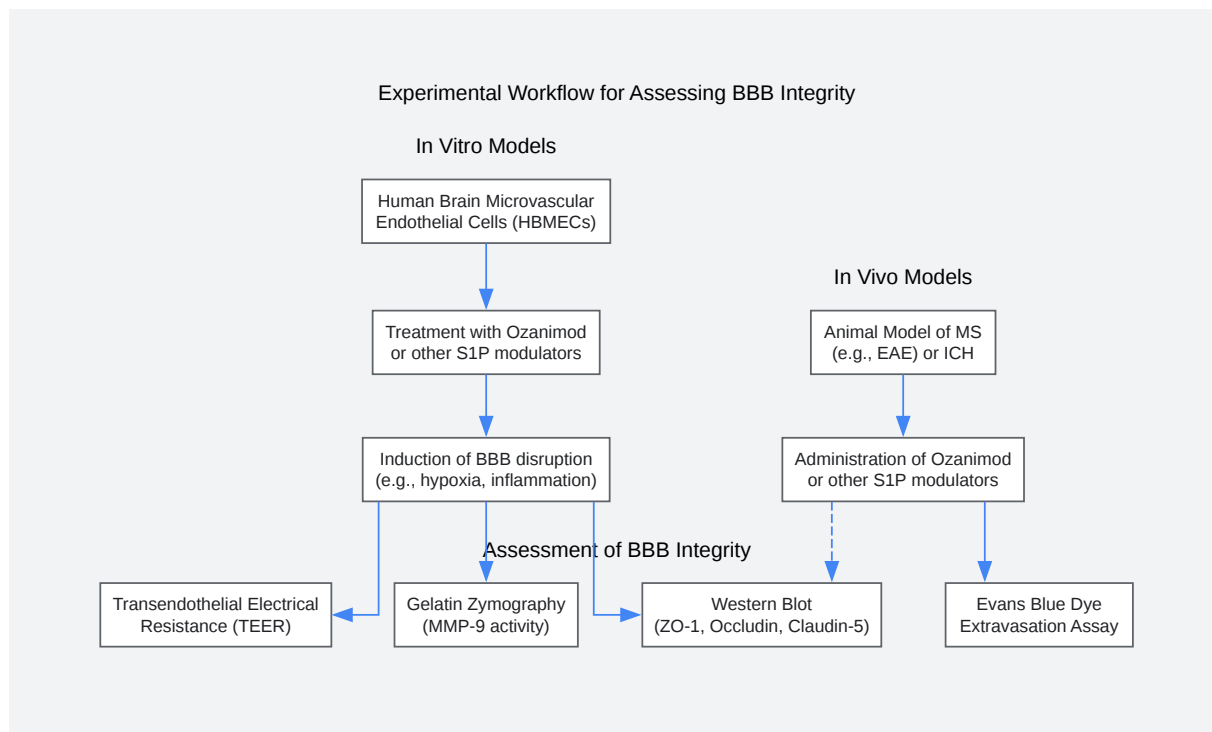 Experimental Workflow for Assessing BBB Integrity
In Vitro Models
Human Brain Microvascular
Endothelial Cells (HBMECs)
In Vivo Models
Treatment with Ozanimod
or other S1P modulators
Animal Model of MS
(e.g., EAE) or ICH
Induction of BBB disruption
(e.g., hypoxia, inflammation)
Administration of Ozanimod
or other S1P modulators
Assessment of BBB Integrity
Transendothelial Electrical
Resistance (TEER)
Gelatin Zymography
(MMP-9 activity)
Western Blot
(ZO-1, Occludin, Claudin-5)
Evans Blue Dye
Extravasation Assay